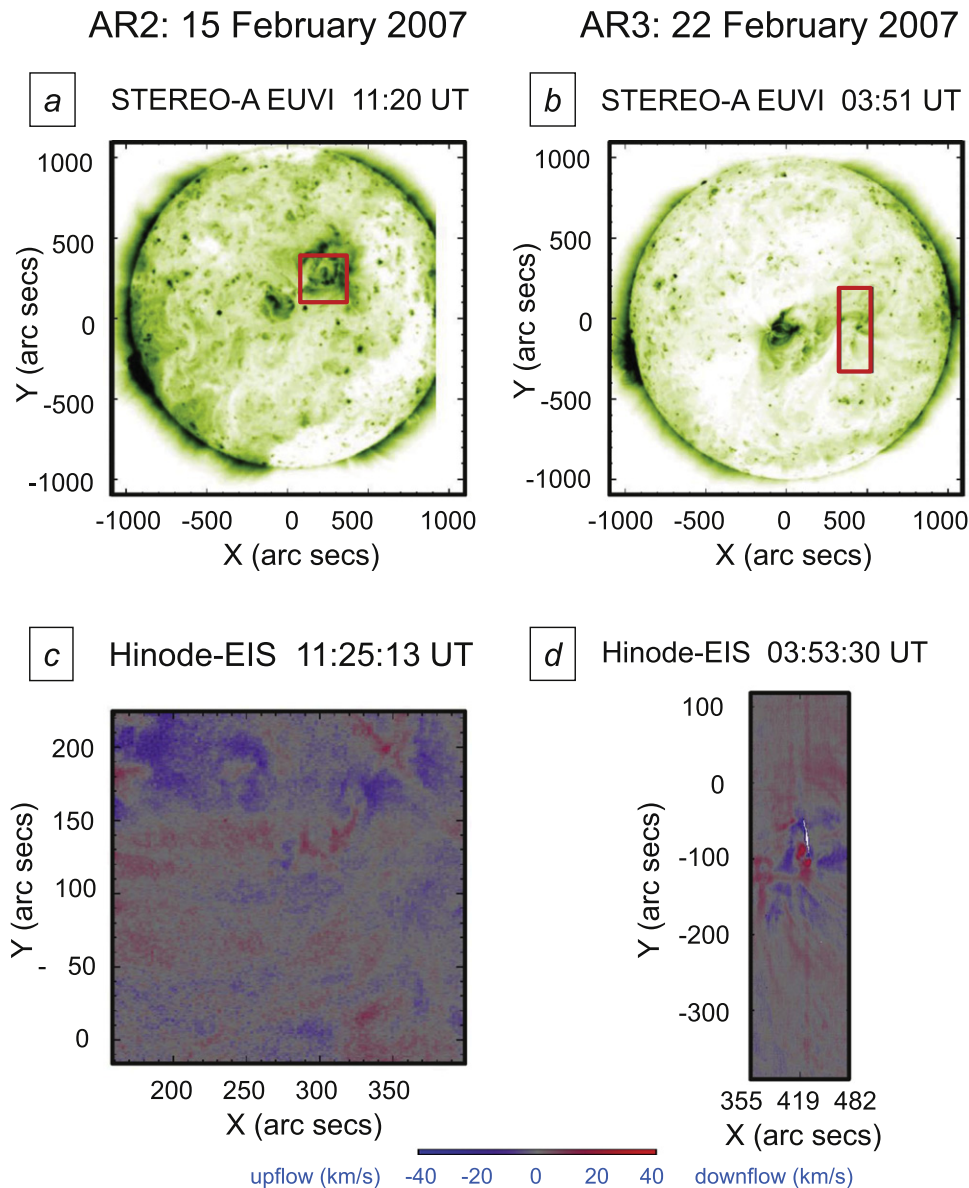 AR2: 15 February 2007
AR3: 22 February 2007
a STEREO-A EUVI 11:20 UT
1000
500
0
-500
-1000
Y (arc secs)
-1000 -500 0 500 1000
X (arc secs)
b STEREO-A EUVI 03:51 UT
1000
500
0
-500
-1000
Y (arc secs)
-1000 -500 0 500 1000
X (arc secs)
c Hinode-EIS 11:25:13 UT
200
150
100
- 50
0
Y (arc secs)
200 250 300 350
X (arc secs)
d Hinode-EIS 03:53:30 UT
100
0
-100
-200
-300
Y (arc secs)
355 419 482
X (arc secs)
upflow (km/s) -40 -20 0 20 40 downflow (km/s)